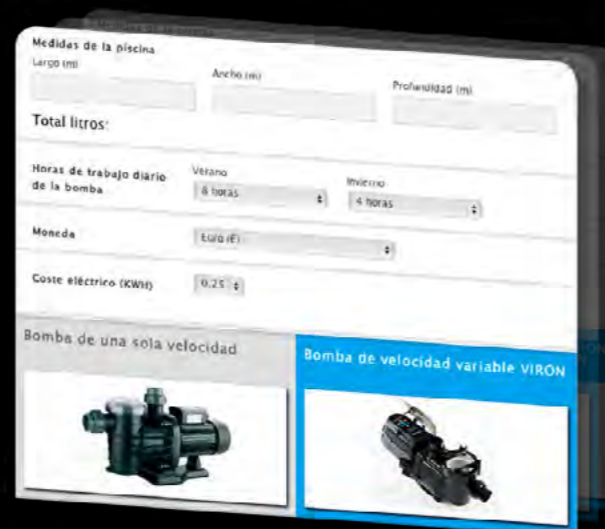 Medidas de la piscina
Largo (m)
Ancho (m)
Profundidad (m)
Total litros:
Horas de trabajo diario
de la bomba
Verano
8 horas
Invierno
4 horas
Moneda
Euro (€)
Coste eléctrico (KWH)
0.25
Bomba de una sola velocidad
Bomba de velocidad variable VIRON